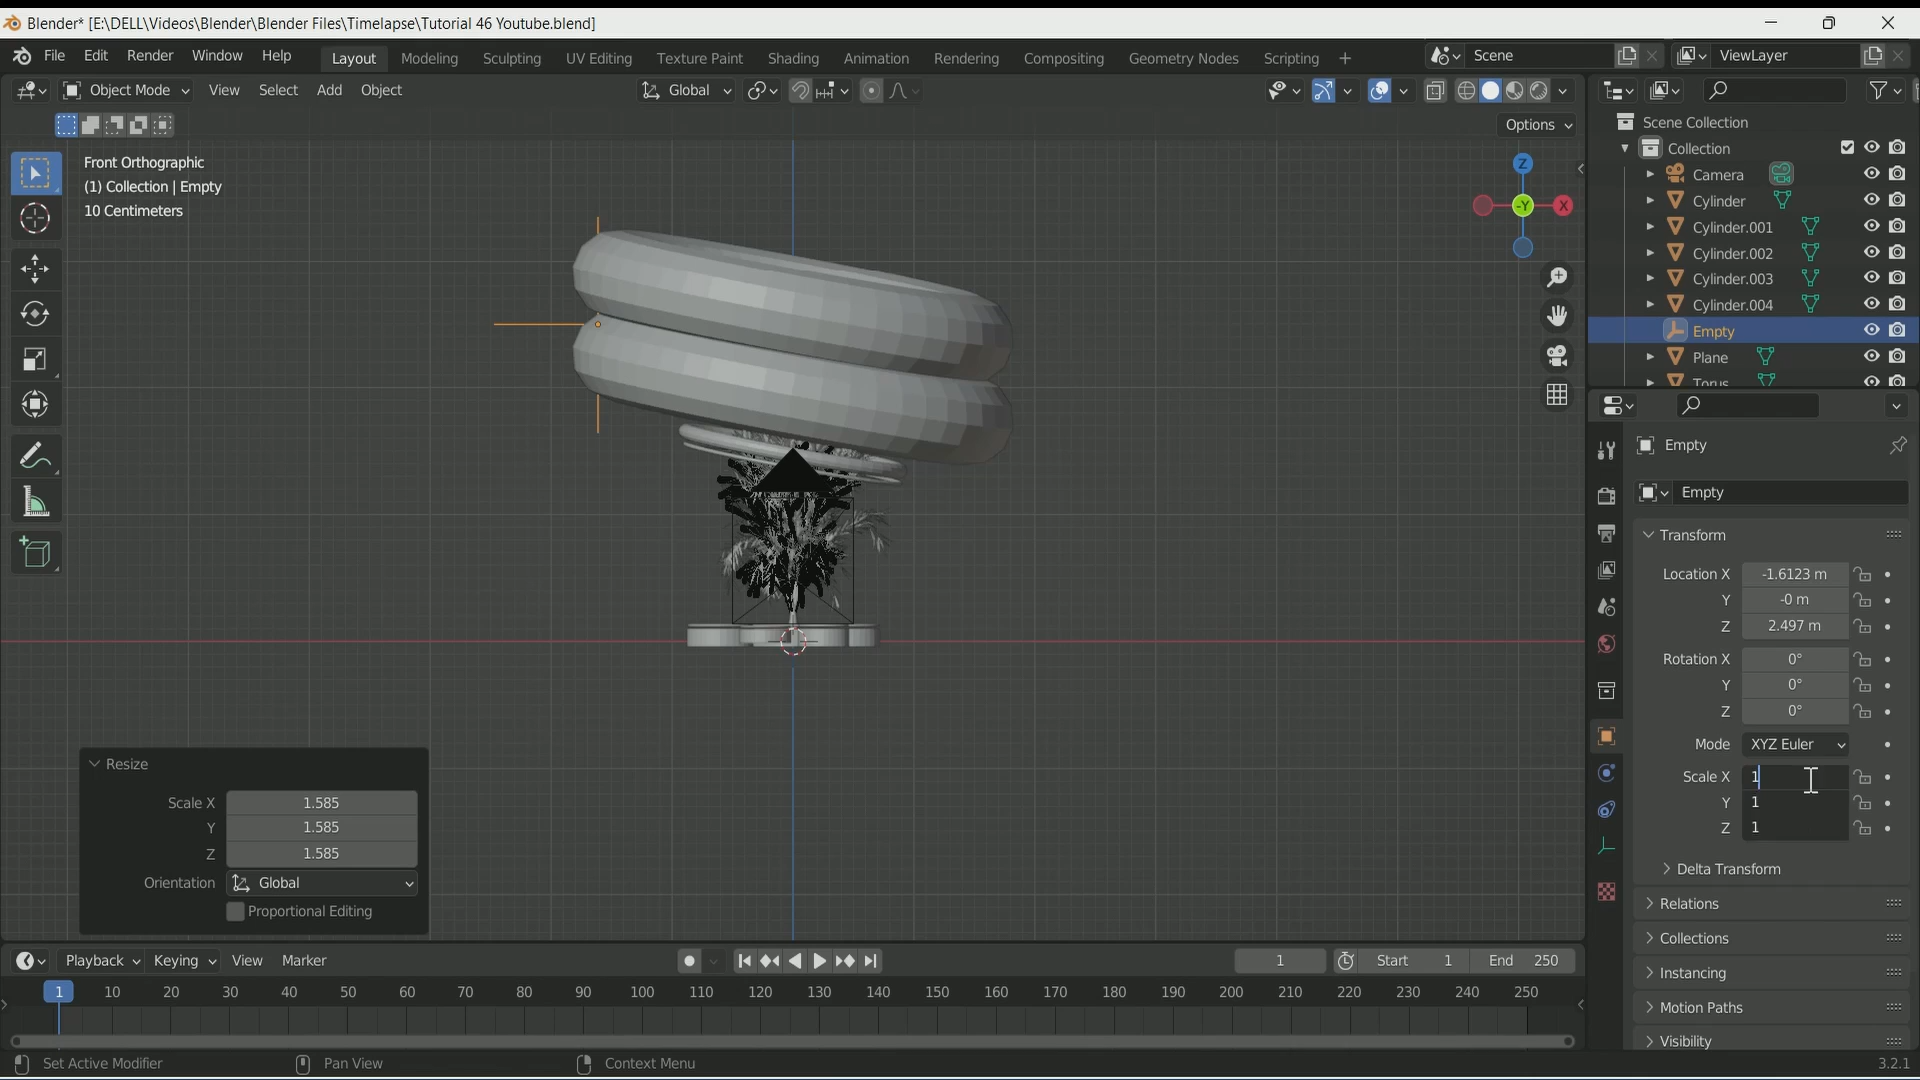 Blender* [E:\DELL\Videos\Blender\Blender Files\Timelapse\Tutorial 46 Youtube.blend]
File Edit Render Window Help Layout Modeling Sculpting UV Editing Texture Paint Shading Animation Rendering Compositing Geometry Nodes Scripting + Scene ViewLayer
Object Mode View Select Add Object Global
Options
Front Orthographic
(1) Collection | Empty
10 Centimeters
Z
-Y
X
Scene Collection
Collection
Camera
Cylinder
Cylinder.001
Cylinder.002
Cylinder.003
Cylinder.004
Empty
Plane
Torus
Empty
Empty
Transform
Location X -1.6123 m
Y -0 m
Z 2.497 m
Rotation X 0°
Y 0°
Z 0°
Mode XYZ Euler
Scale X 1
Y 1
Z 1
Delta Transform
Relations
Collections
Instancing
Motion Paths
Visibility
Resize
Scale X 1.585
Y 1.585
Z 1.585
Orientation Global
Proportional Editing
Playback Keying View Marker 1 Start 1 End 250
1 10 20 30 40 50 60 70 80 90 100 110 120 130 140 150 160 170 180 190 200 210 220 230 240 250
Set Active Modifier Pan View Context Menu 3.2.1